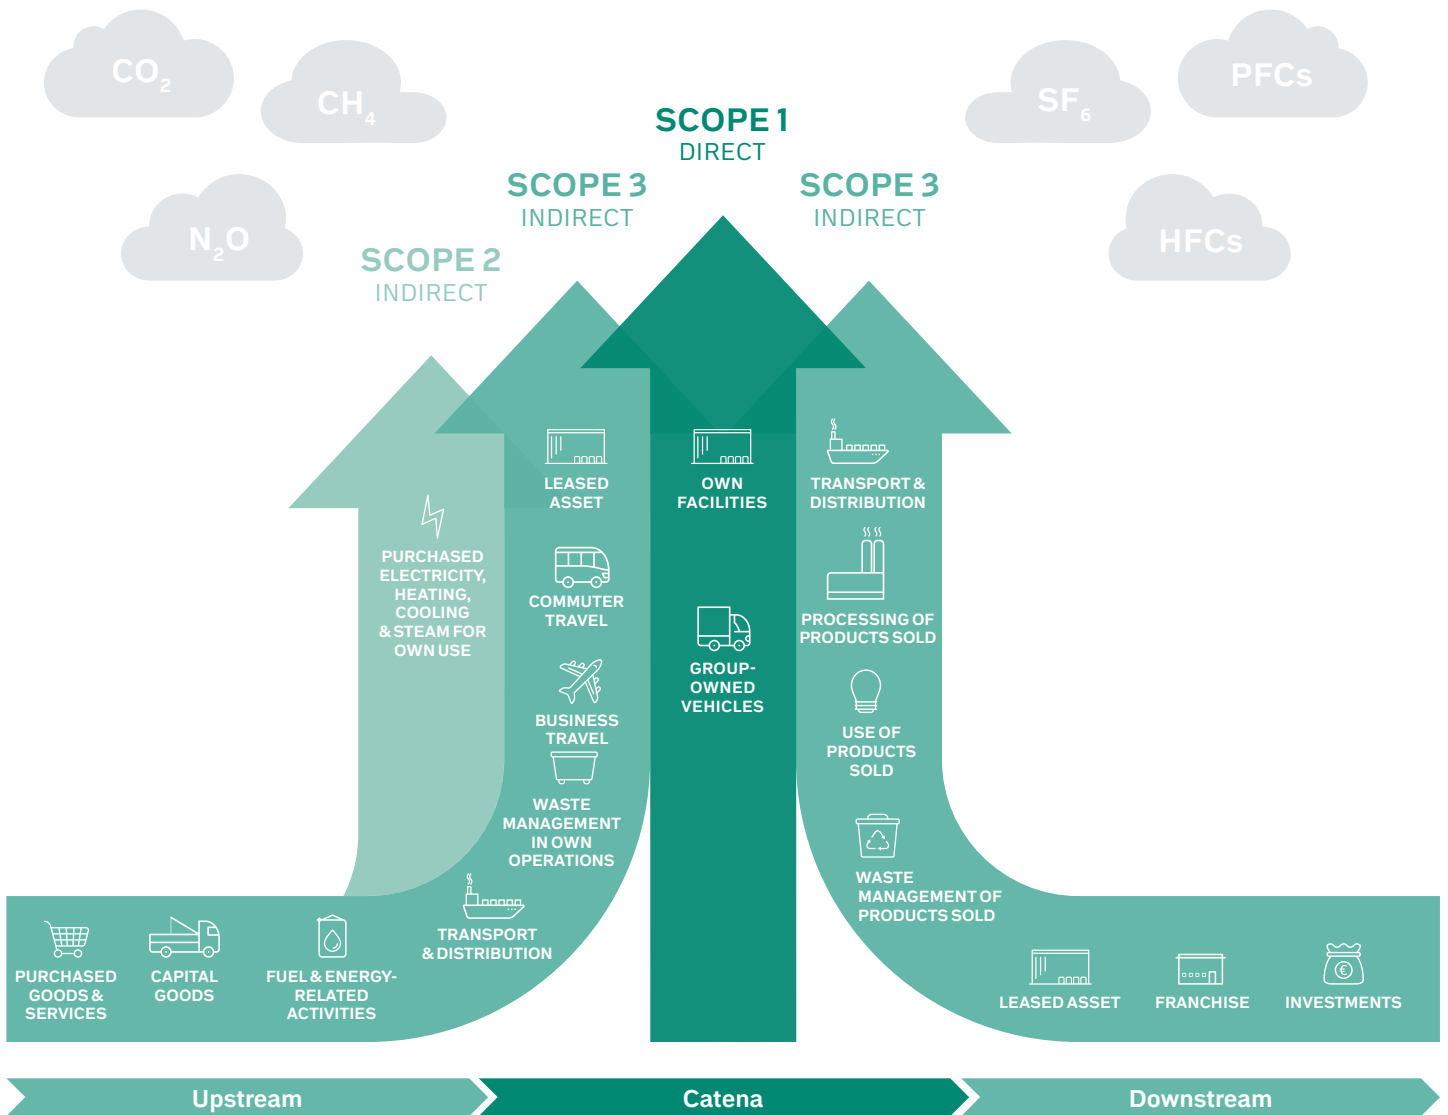 CO₂
CH₄
N₂O
SF₆
PFCs
HFCs
SCOPE 1
DIRECT
SCOPE 3
INDIRECT
SCOPE 3
INDIRECT
SCOPE 2
INDIRECT
PURCHASED
ELECTRICITY,
HEATING,
COOLING
& STEAM FOR
OWN USE
LEASED
ASSET
COMMUTER
TRAVEL
BUSINESS
TRAVEL
WASTE
MANAGEMENT
IN OWN
OPERATIONS
TRANSPORT
& DISTRIBUTION
FUEL & ENERGY-
RELATED
ACTIVITIES
CAPITAL
GOODS
PURCHASED
GOODS &
SERVICES
OWN
FACILITIES
GROUP-
OWNED
VEHICLES
TRANSPORT &
DISTRIBUTION
PROCESSING OF
PRODUCTS SOLD
USE OF
PRODUCTS
SOLD
WASTE
MANAGEMENT OF
PRODUCTS SOLD
LEASED ASSET
FRANCHISE
€
INVESTMENTS
Upstream
Catena
Downstream